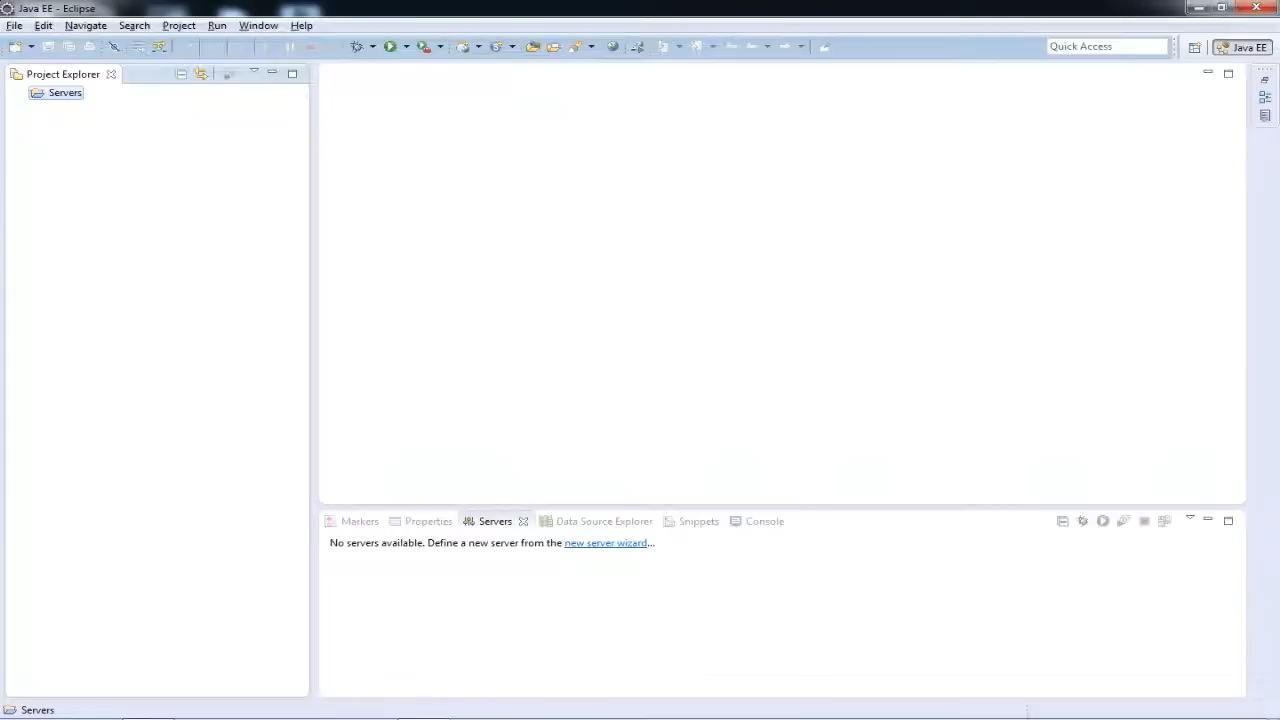 Java EE - Eclipse
File Edit Navigate Search Project Run Window Help
Quick Access
Java EE
Project Explorer
Servers
Markers Properties Servers Data Source Explorer Snippets Console
No servers available. Define a new server from the new server wizard...
Servers